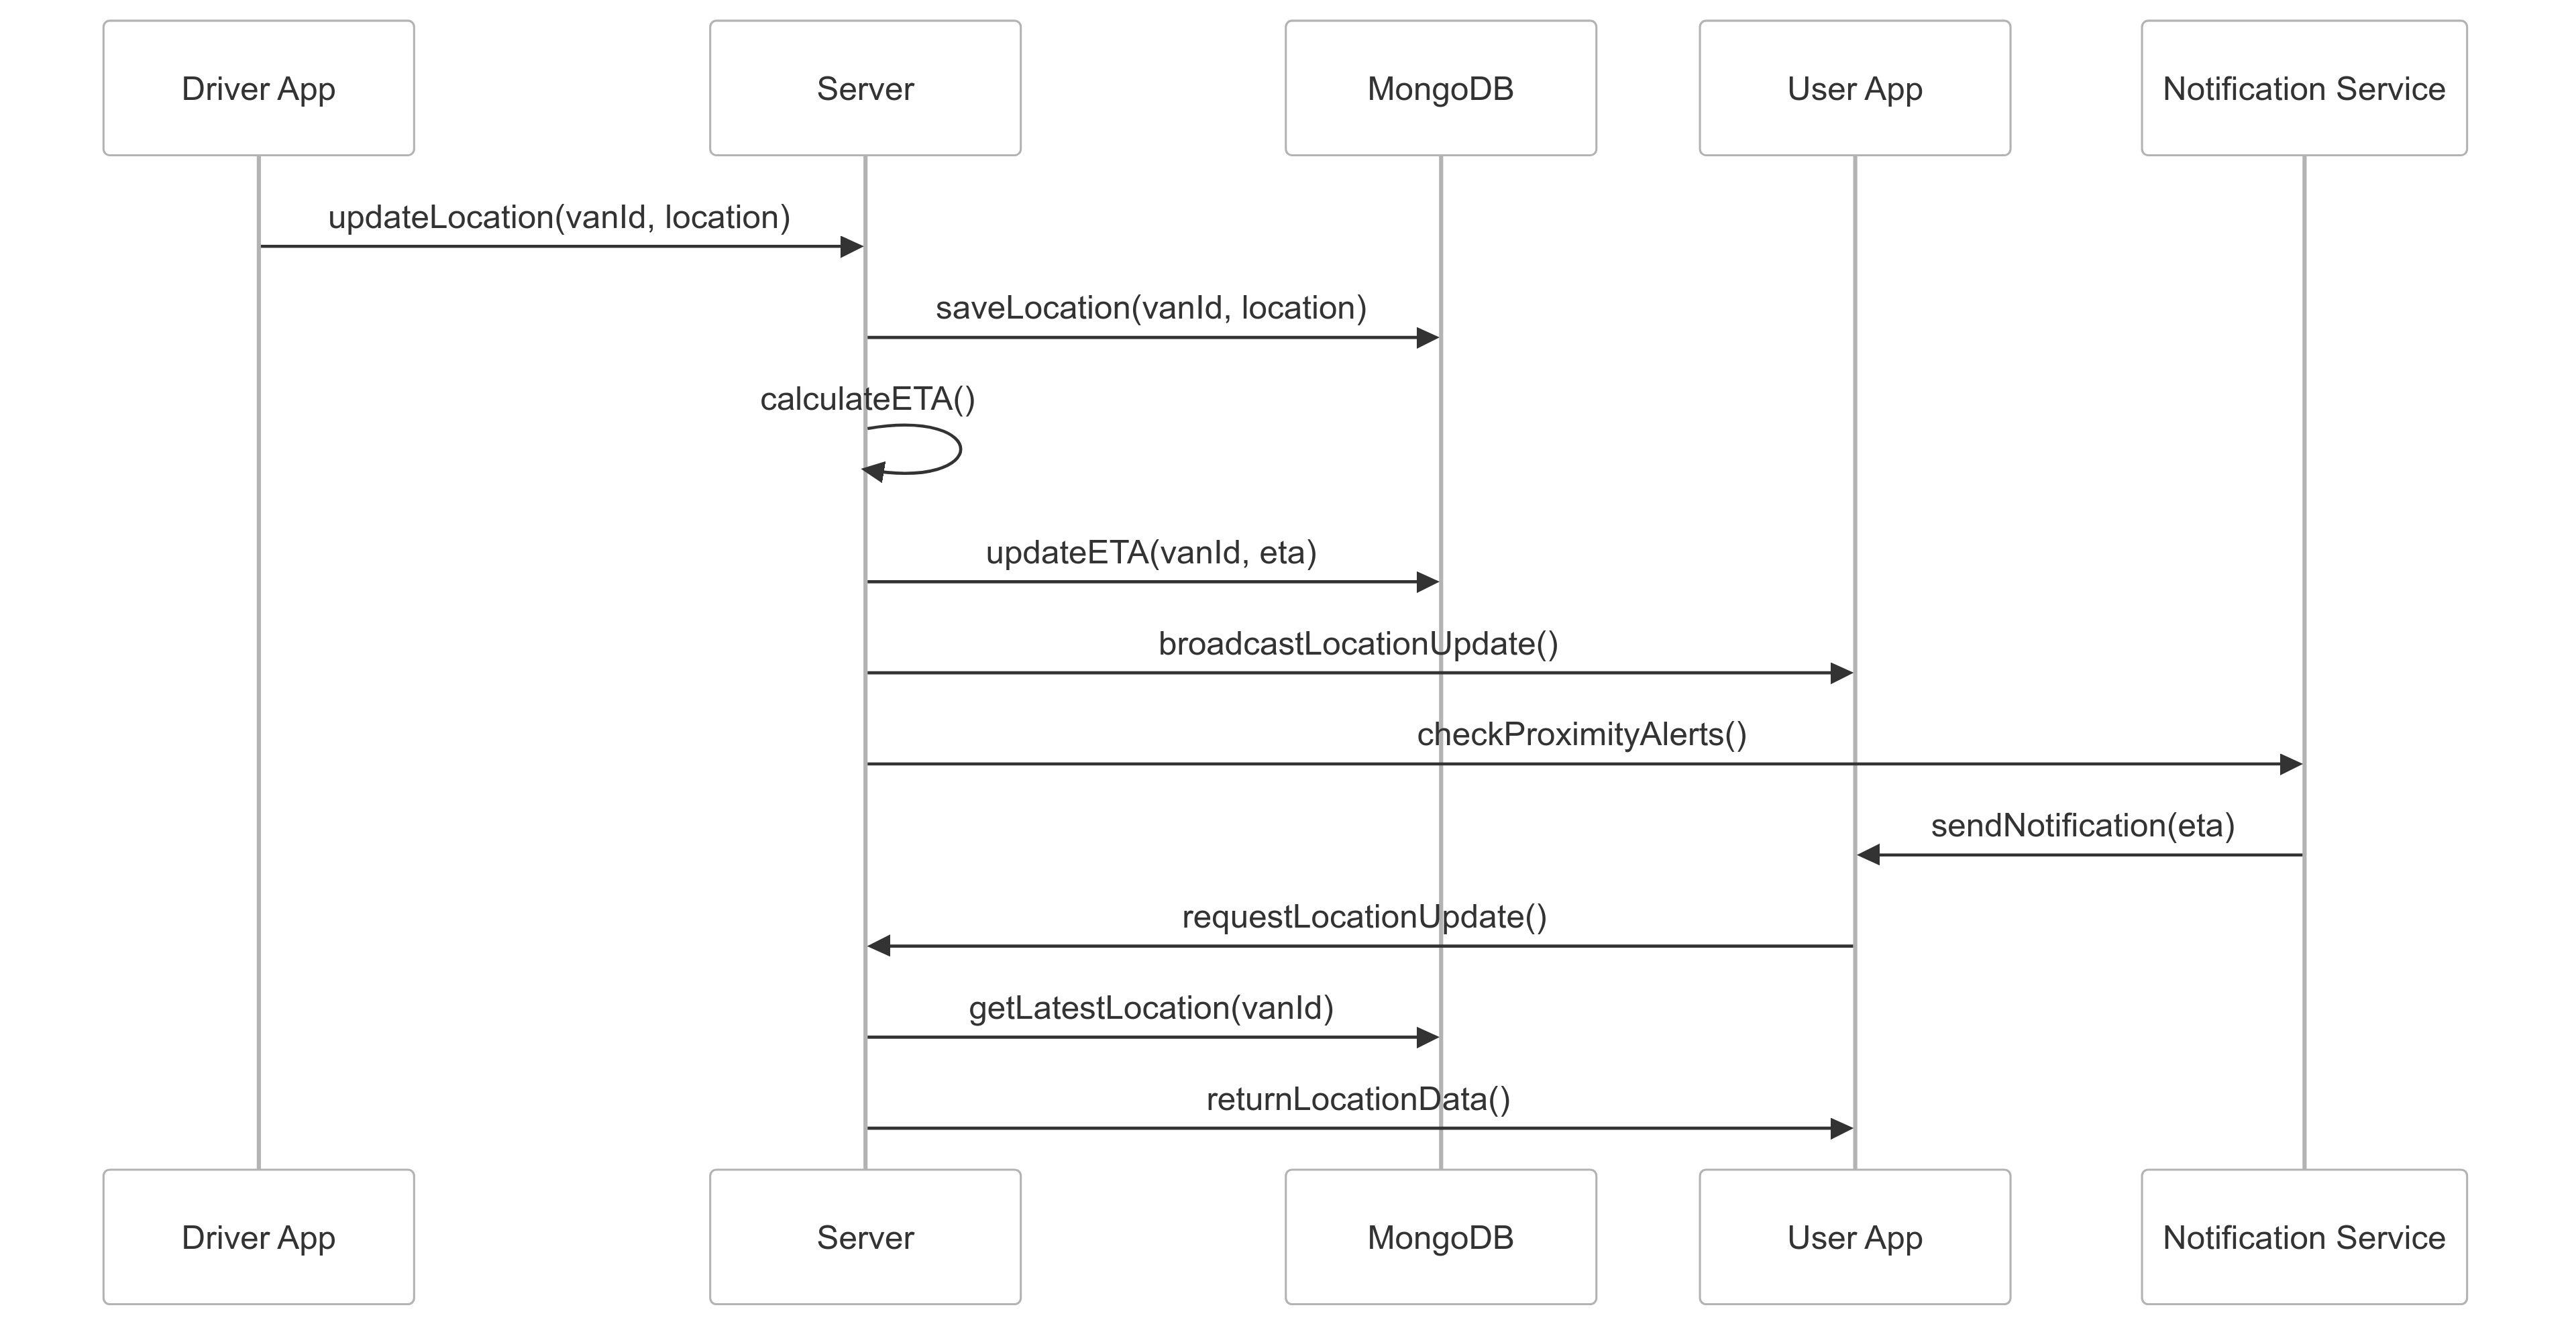 Driver App
Server
MongoDB
User App
Notification Service
updateLocation(vanId, location)
saveLocation(vanId, location)
calculateETA()
updateETA(vanId, eta)
broadcastLocationUpdate()
checkProximityAlerts()
sendNotification(eta)
requestLocationUpdate()
getLatestLocation(vanId)
returnLocationData()
Driver App
Server
MongoDB
User App
Notification Service